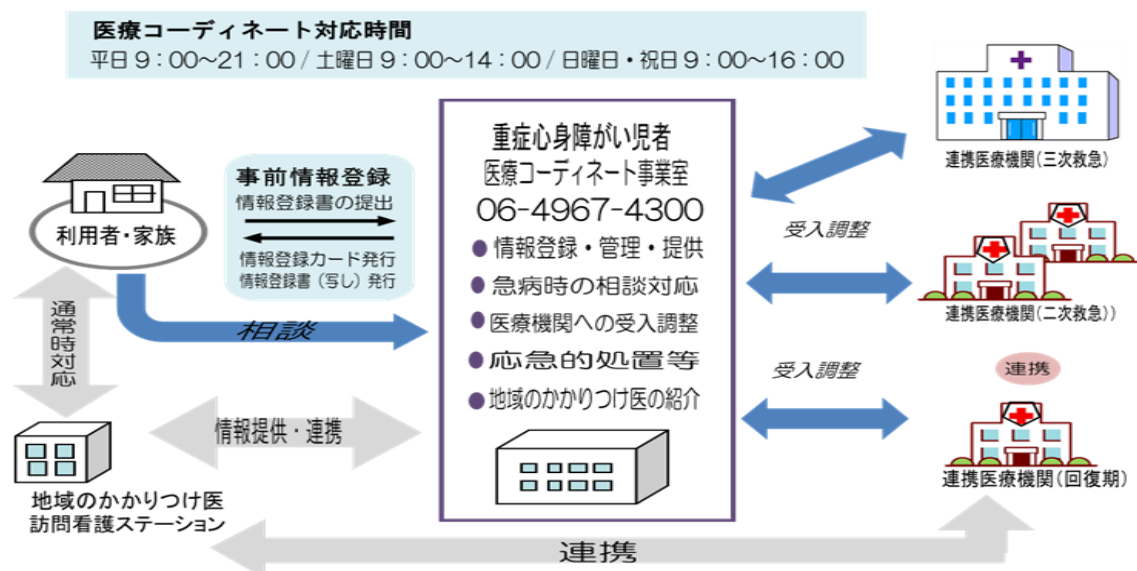 医療コーディネート対応時間
平日9：00～21：00 / 土曜日9：00～14：00 / 日曜日・祝日9：00～16：00
利用者・家族
事前情報登録
情報登録書の提出
情報登録カード発行
情報登録書（写し）発行
相談
通常時対応
地域のかかりつけ医
訪問看護ステーション
情報提供・連携
重症心身障がい児者
医療コーディネート事業室
06-4967-4300
●情報登録・管理・提供
●急病時の相談対応
●医療機関への受入調整
●応急的処置等
●地域のかかりつけ医の紹介
連携医療機関（三次救急）
受入調整
連携医療機関（二次救急））
受入調整
連携
連携医療機関（回復期）
連携